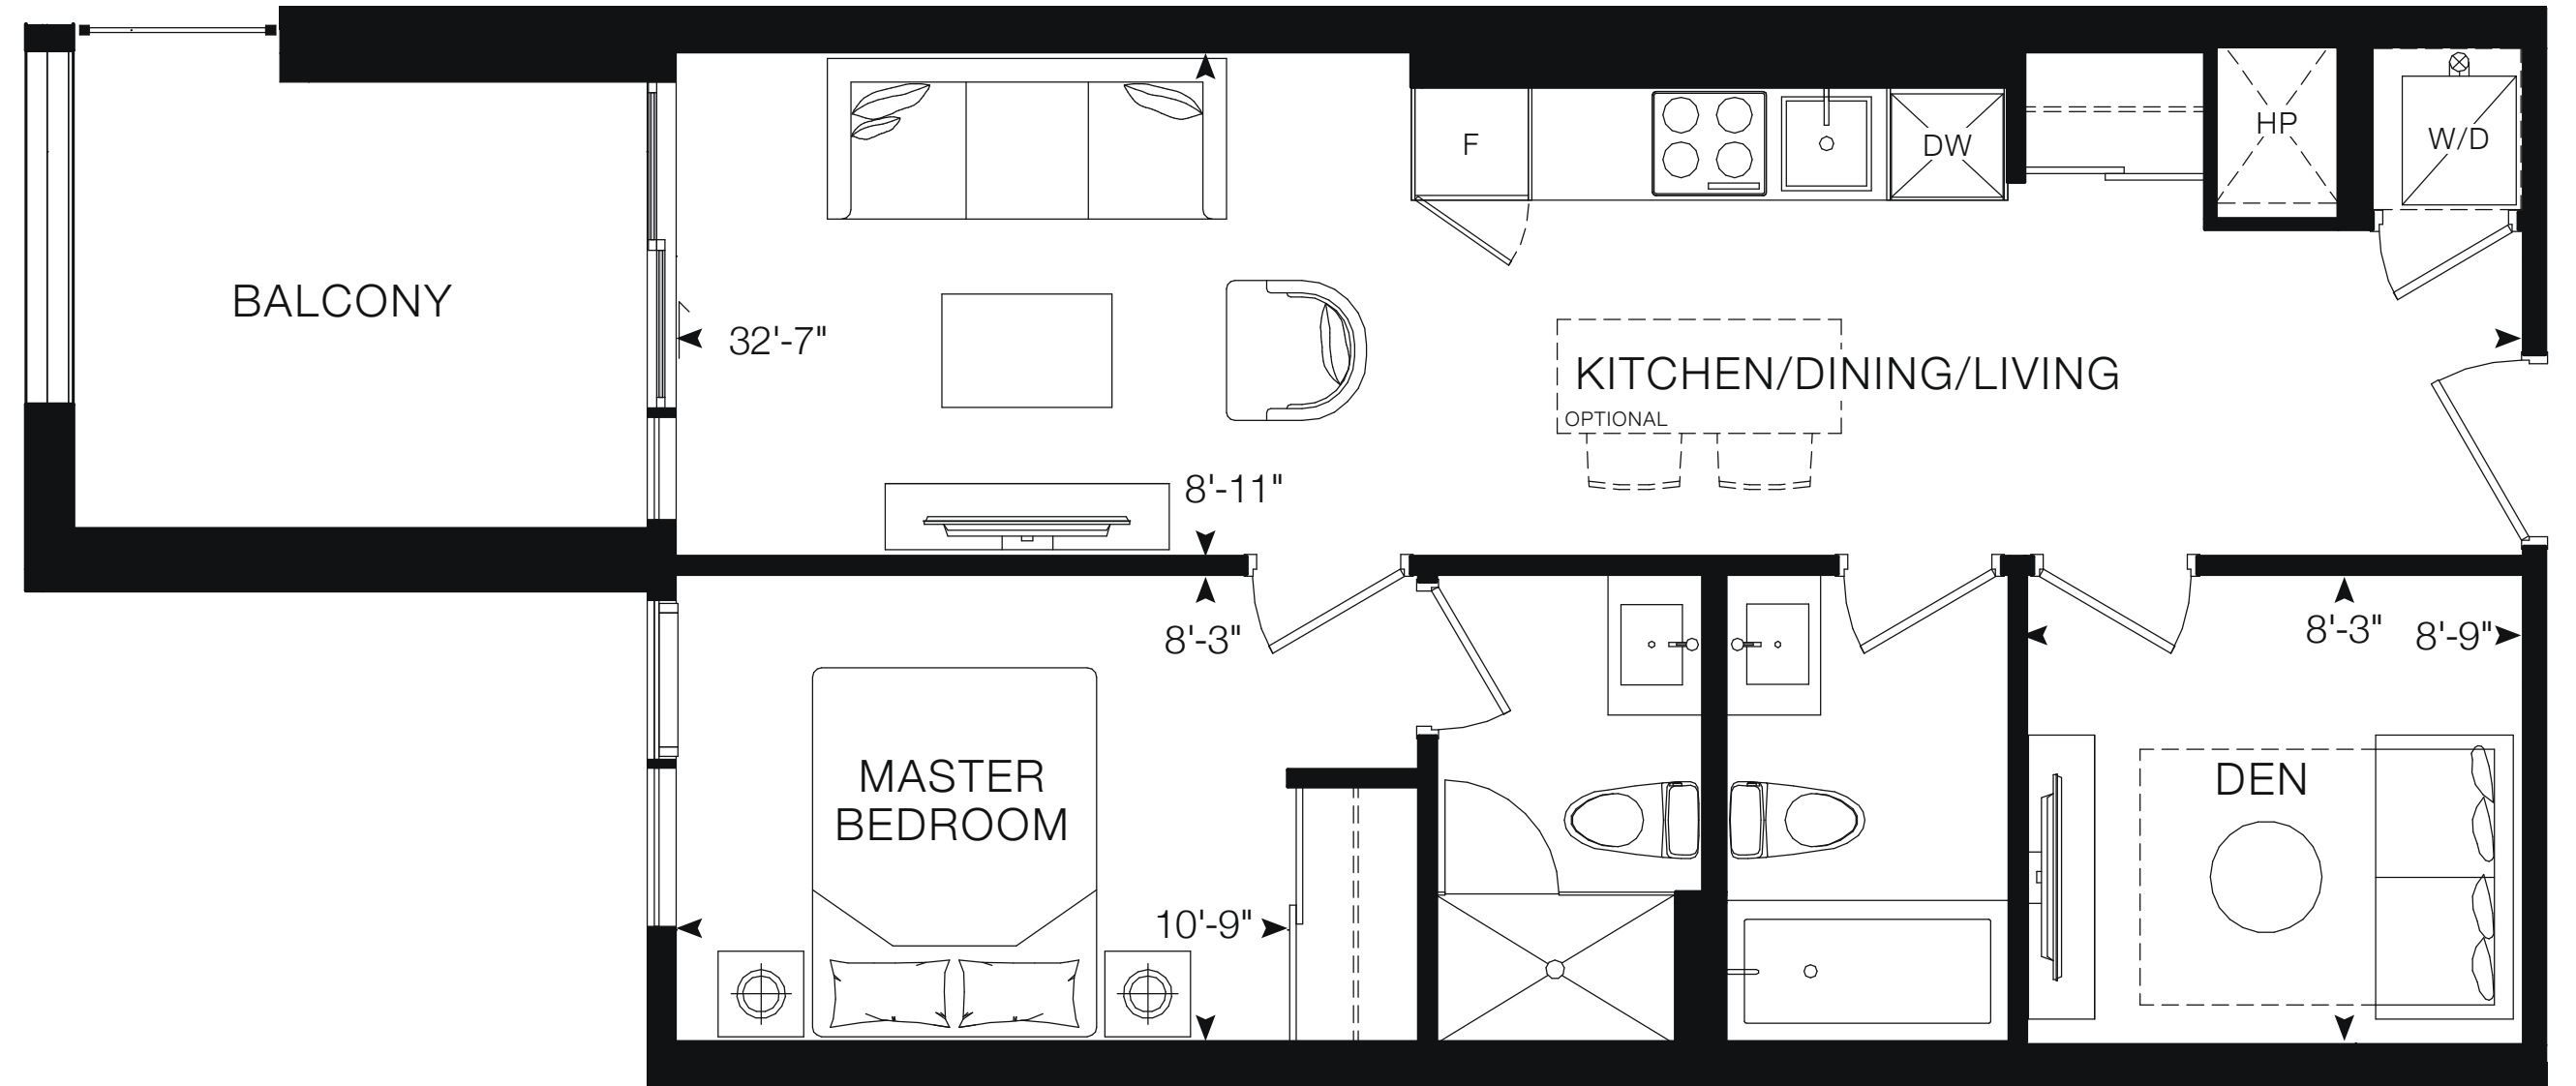 F
DW
HP
W/D
BALCONY
32'-7"
KITCHEN/DINING/LIVING
OPTIONAL
8'-11"
8'-3"
8'-3"
8'-9"
MASTER
BEDROOM
DEN
10'-9"